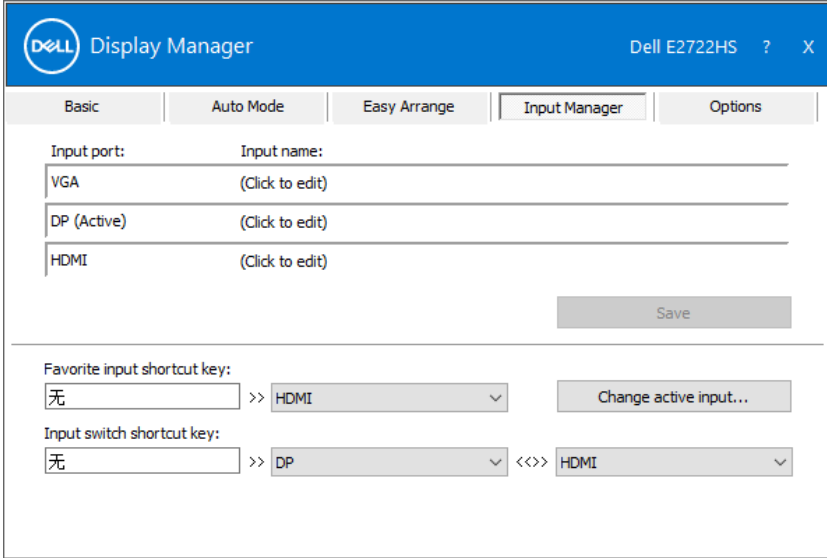 DELL Display Manager Dell E2722HS ? X
Basic Auto Mode Easy Arrange Input Manager Options
Input port: Input name:
VGA (Click to edit)
DP (Active) (Click to edit)
HDMI (Click to edit)
Save
Favorite input shortcut key:
无 >> HDMI Change active input...
Input switch shortcut key:
无 >> DP <<>> HDMI